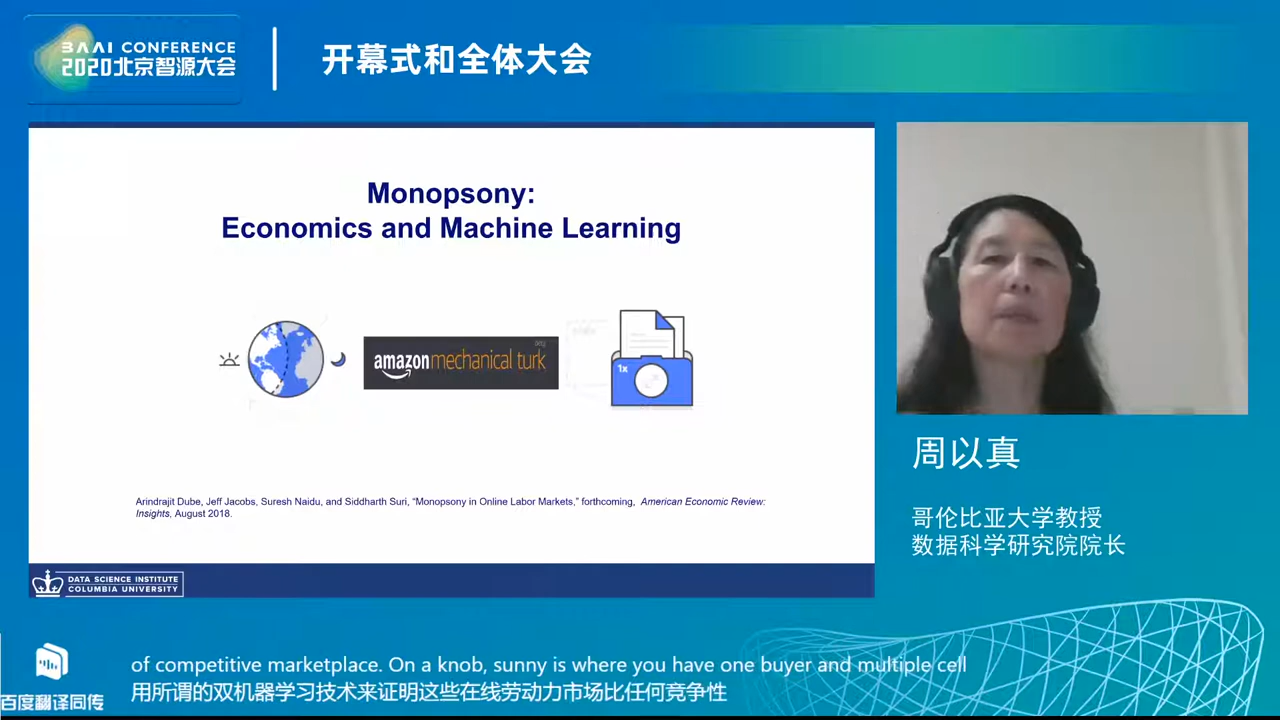 BAAI CONFERENCE
2020北京智源大会
开幕式和全体大会
Monopsony:
Economics and Machine Learning
amazon mechanical turk
1x
Arindrajit Dube, Jeff Jacobs, Suresh Naidu, and Siddharth Suri, “Monopsony in Online Labor Markets,” forthcoming, American Economic Review:
Insights, August 2018.
DATA SCIENCE INSTITUTE
COLUMBIA UNIVERSITY
周以真
哥伦比亚大学教授
数据科学研究院院长
of competitive marketplace. On a knob, sunny is where you have one buyer and multiple cell
用所谓的双机器学习技术来证明这些在线劳动力市场比任何竞争性
百度翻译同传